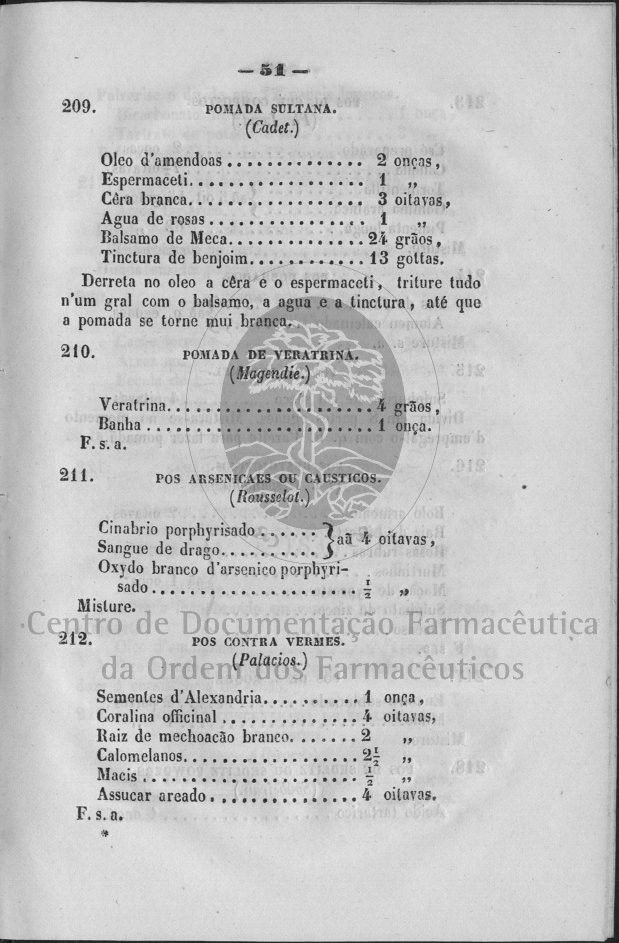 — 51 —
209. POMADA SULTANA.
(Cadet.)
Oleo d'amendoas .............. 2 onças,
Espermaceti.................. 1 „
Cêra branca.................. 3 oitavas,
Agua de rosas ................ 1 „
Balsamo de Meca..............24 grãos,
Tinctura de benjoim............ 13 gottas.
Derreta no oleo a cêra e o espermaceti, triture tudo
n'um gral com o balsamo, a agua e a tinctura, até que
a pomada se torne mui branca.
210. POMADA DE VERATRINA.
(Magendie.)
Veratrina..................... 4 grãos,
Banha ....................... 1 onça.
F. s. a.
211. POS ARSENICAES OU CAUSTICOS.
(Rousselot.)
Cinabrio porphyrisado ......
Sangue de drago..........} aã 4 oitavas,
Oxydo branco d'arsenico porphyri-
sado ..................... ½ „
Misture.
Centro de Documentação Farmacêutica
212. POS CONTRA VERMES.
(Palacios.)
da Ordem dos Farmacêuticos
Sementes d'Alexandria.......... 1 onça,
Coralina officinal .............. 4 oitavas,
Raiz de mechoacão branco. ...... 2 „
Calomelanos.................. 2½ „
Macis ...................... ½ „
Assucar areado ............... 4 oitavas.
F. s. a.
*